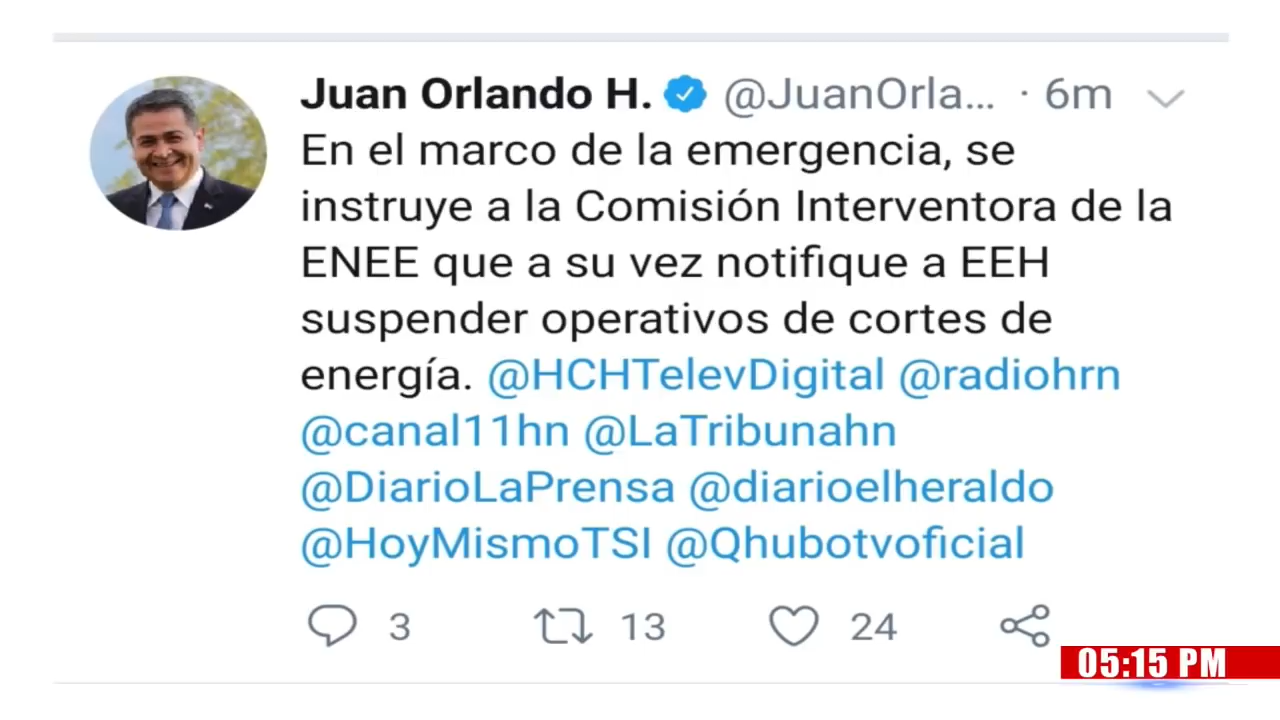 Juan Orlando H. @JuanOrla... · 6m
En el marco de la emergencia, se
instruye a la Comisión Interventora de la
ENEE que a su vez notifique a EEH
suspender operativos de cortes de
energía. @HCHTelevDigital @radiohrn
@canal11hn @LaTribunahn
@DiarioLaPrensa @diarioelheraldo
@HoyMismoTSI @Qhubotvoficial
3 13 24
05:15 PM